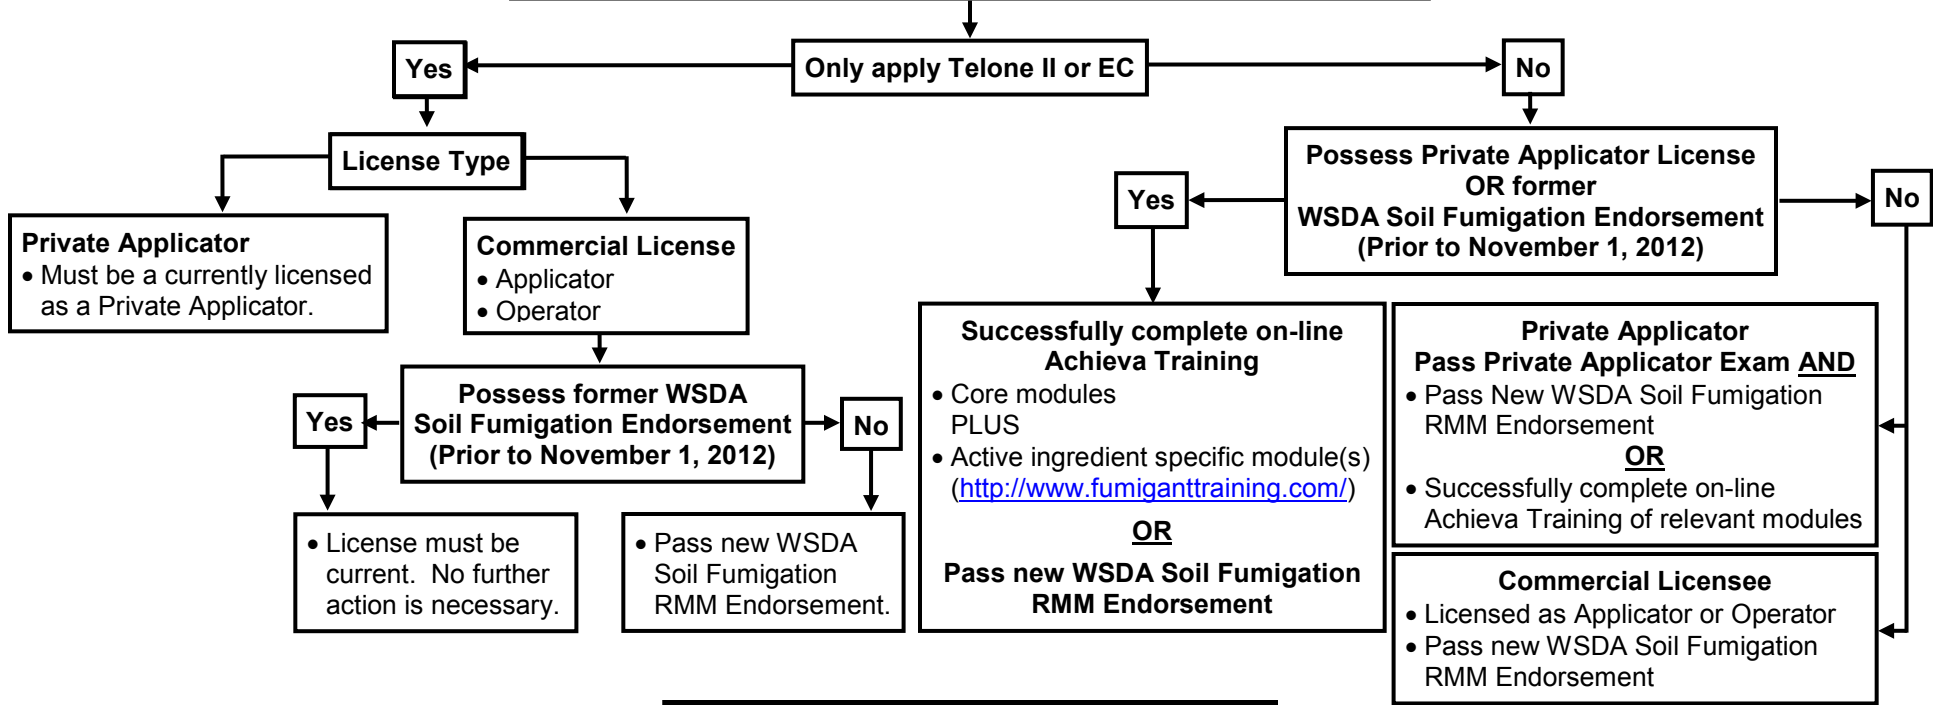 Only apply Telone II or EC
Yes
No
License Type
Private Applicator
• Must be a currently licensed
as a Private Applicator.
Commercial License
• Applicator
• Operator
Possess former WSDA
Soil Fumigation Endorsement
(Prior to November 1, 2012)
Yes
No
• License must be
current.  No further
action is necessary.
• Pass new WSDA
Soil Fumigation
RMM Endorsement.
Possess Private Applicator License
OR former
WSDA Soil Fumigation Endorsement
(Prior to November 1, 2012)
Yes
No
Successfully complete on-line
Achieva Training
• Core modules
PLUS
• Active ingredient specific module(s)
(http://www.fumiganttraining.com/)
OR
Pass new WSDA Soil Fumigation
RMM Endorsement
Private Applicator
Pass Private Applicator Exam AND
• Pass New WSDA Soil Fumigation
RMM Endorsement
OR
• Successfully complete on-line
Achieva Training of relevant modules
Commercial Licensee
• Licensed as Applicator or Operator
• Pass new WSDA Soil Fumigation
RMM Endorsement